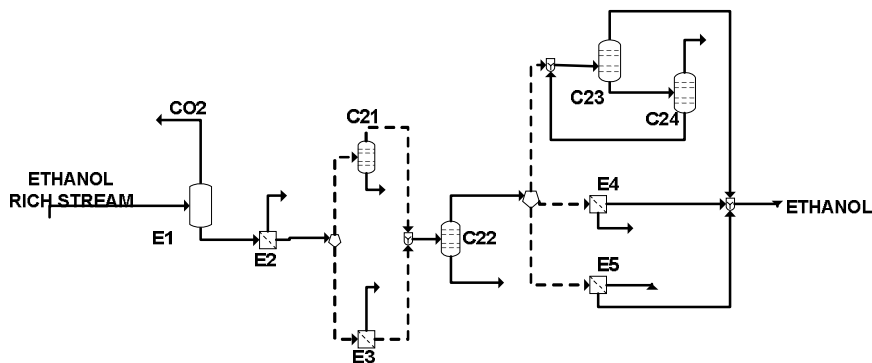 CO2
C21
C23
C24
ETHANOL
RICH STREAM
E1
E2
E3
C22
E4
E5
ETHANOL